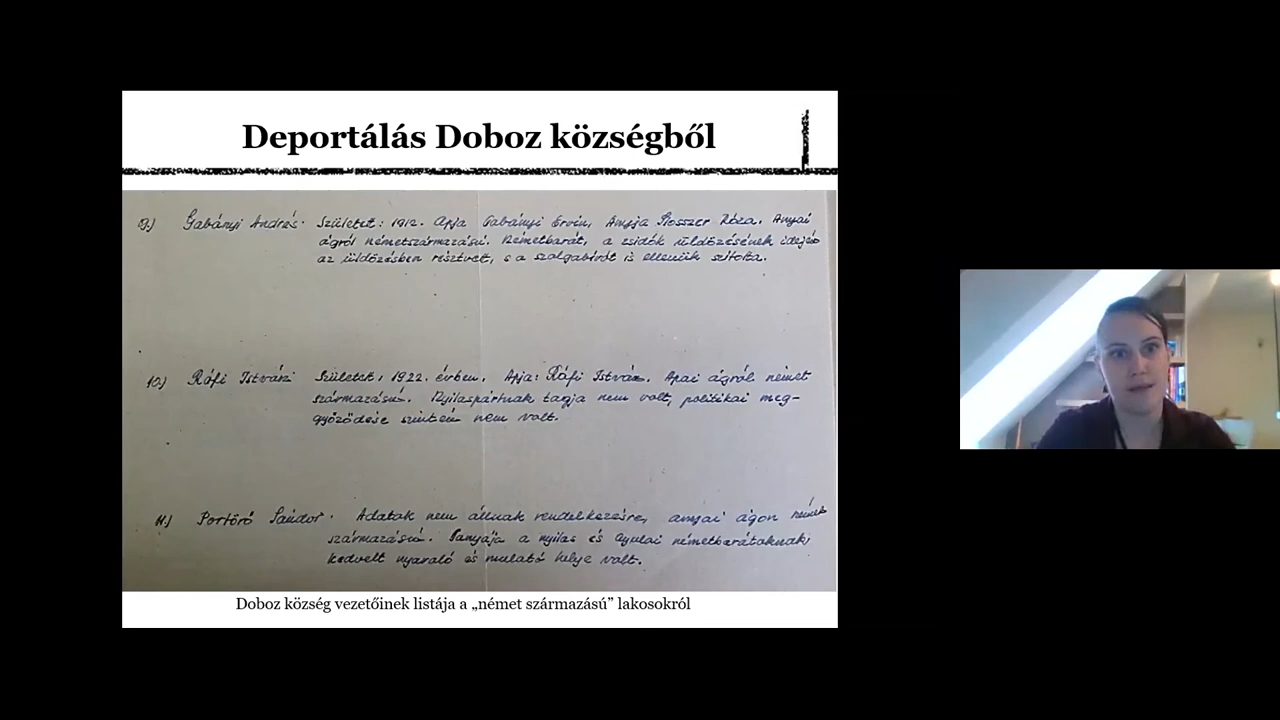 Deportálás Doboz községből
9.) Gabányi András. Született: 1912. Apja Gabányi Ervin, Anyja Rosszer Róza. Anyai
ágról németszármazású. Németbarát, a zsidók üldözésének idején
az üldözésben résztvett, s a szolgabírót is ellenük szította.
10.) Ráfi István Született, 1922. évben. Apja: Ráfi István. Apai ágról német
származású. Nyilaspártnak tagja nem volt, politikai meg-
győződése szintén nem volt.
11.) Portörő Sándor. Adatok nem állnak rendelkezésre, anyai ágon német
származású. Tanyája a nyilas és gyulai németbarátoknak
kedvelt nyaraló és mulató helye volt.
Doboz község vezetőinek listája a „német származású” lakosokról